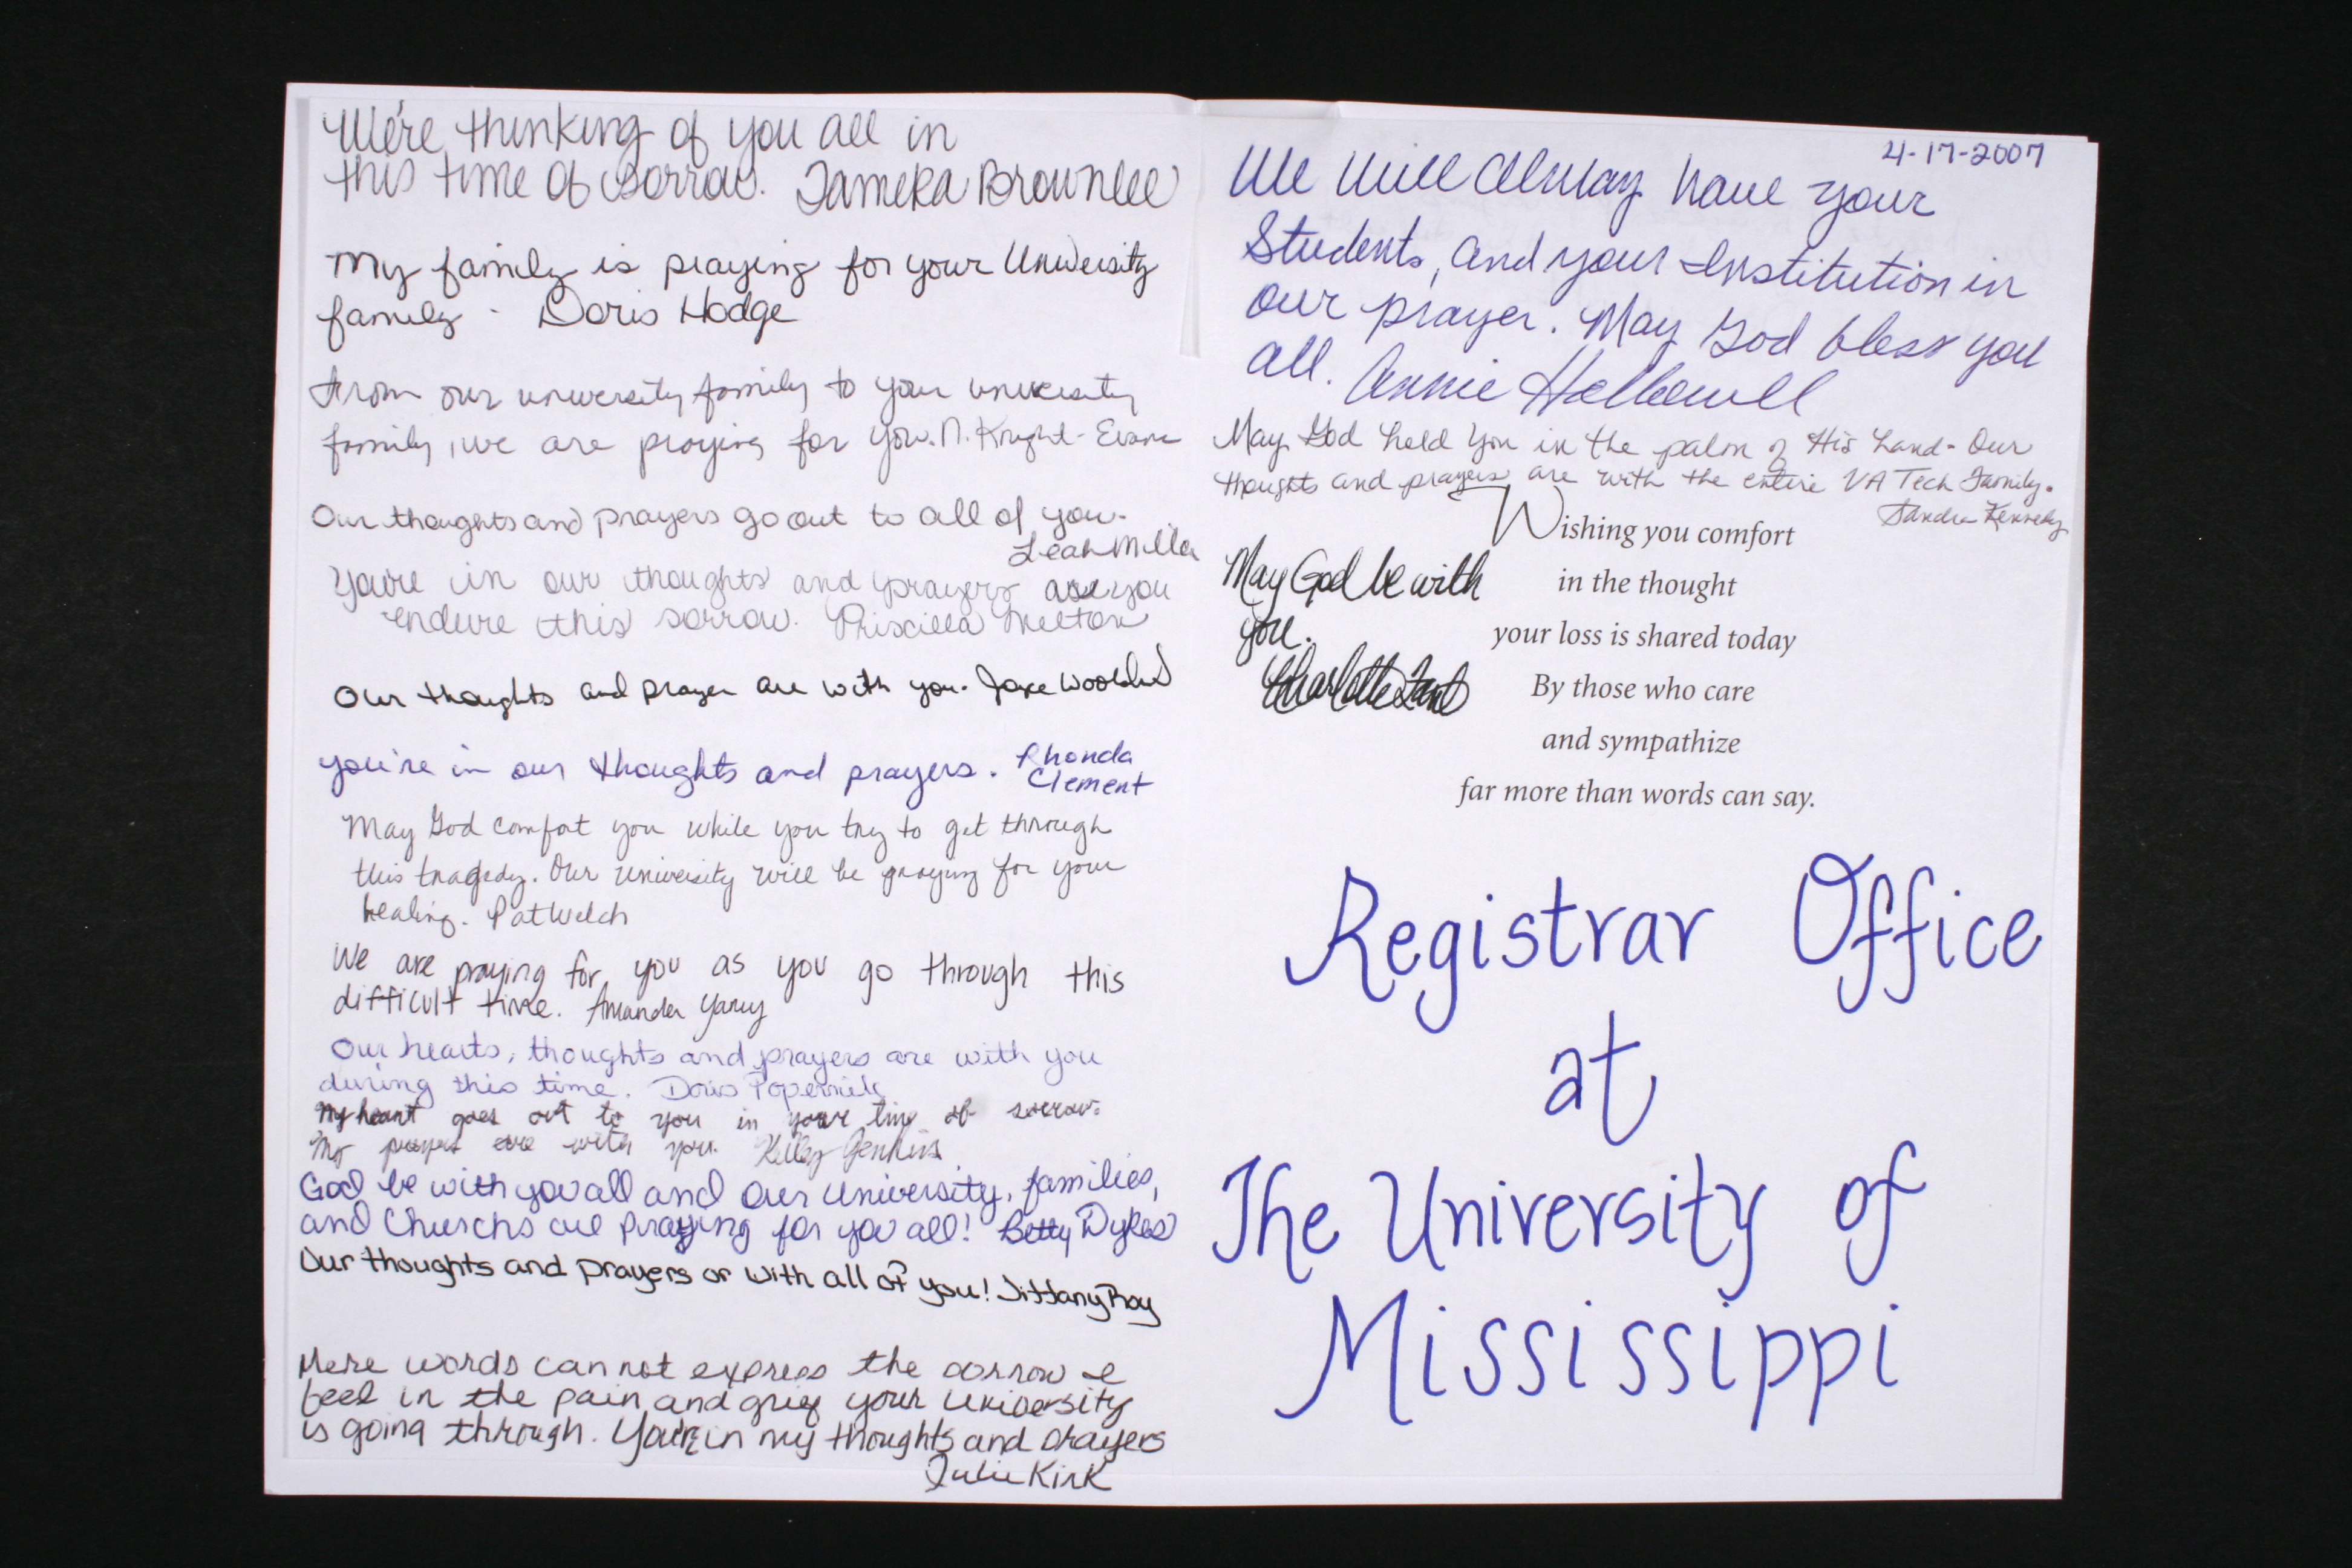 We're thinking of you all in
this time of sorrow. Tameka Brownlee
My family is praying for your University
family - Doris Hodge
From our university family to your university
family, we are praying for you. N. Knight-Evans
Our thoughts and prayers go out to all of you.
Leah Miller
You're in our thoughts and prayers as you
endure this sorrow. Priscilla Melton
Our thoughts and prayer are with you.
you're in our thoughts and prayers. Rhonda
Clement
May God comfort you while you try to get through
this tragedy. Our University will be praying for your
healing. Pat Welch
We are praying for you as you go through this
difficult time. Amanda
Our hearts, thoughts and prayers are with you
during this time. Doris
My heart goes out to you in your time of sorrow.
My prayers are with you. Kelley Jenkins
God be with you all and our University, families,
and Churchs are praying for you all! Betty Dykes
Our thoughts and prayers or with all of you! Tiffany Roy
Mere words can not express the sorrow I
feel in the pain and grief your University
is going through. You're in my thoughts and prayers
Julie Kirk
4-17-2007
We will alway have your
Students, and your Institution in
our prayer. May God bless you
all. Annie
May God hold you in the palm of His hand - Our
thoughts and prayers are with the entire VA Tech Family.
Sandra Kennedy
Wishing you comfort
in the thought
your loss is shared today
By those who care
and sympathize
far more than words can say.
May God be with
you.
Charlotte Fant
Registrar Office
at
The University of
Mississippi